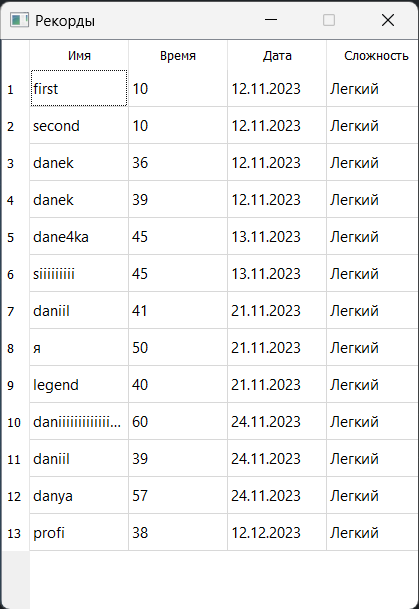 Рекорды
Имя Время Дата Сложность
1 first 10 12.11.2023 Легкий
2 second 10 12.11.2023 Легкий
3 danek 36 12.11.2023 Легкий
4 danek 39 12.11.2023 Легкий
5 dane4ka 45 13.11.2023 Легкий
6 siiiiiiiii 45 13.11.2023 Легкий
7 daniil 41 21.11.2023 Легкий
8 я 50 21.11.2023 Легкий
9 legend 40 21.11.2023 Легкий
10 daniiiiiiiiiiiii... 60 24.11.2023 Легкий
11 daniil 39 24.11.2023 Легкий
12 danya 57 24.11.2023 Легкий
13 profi 38 12.12.2023 Легкий